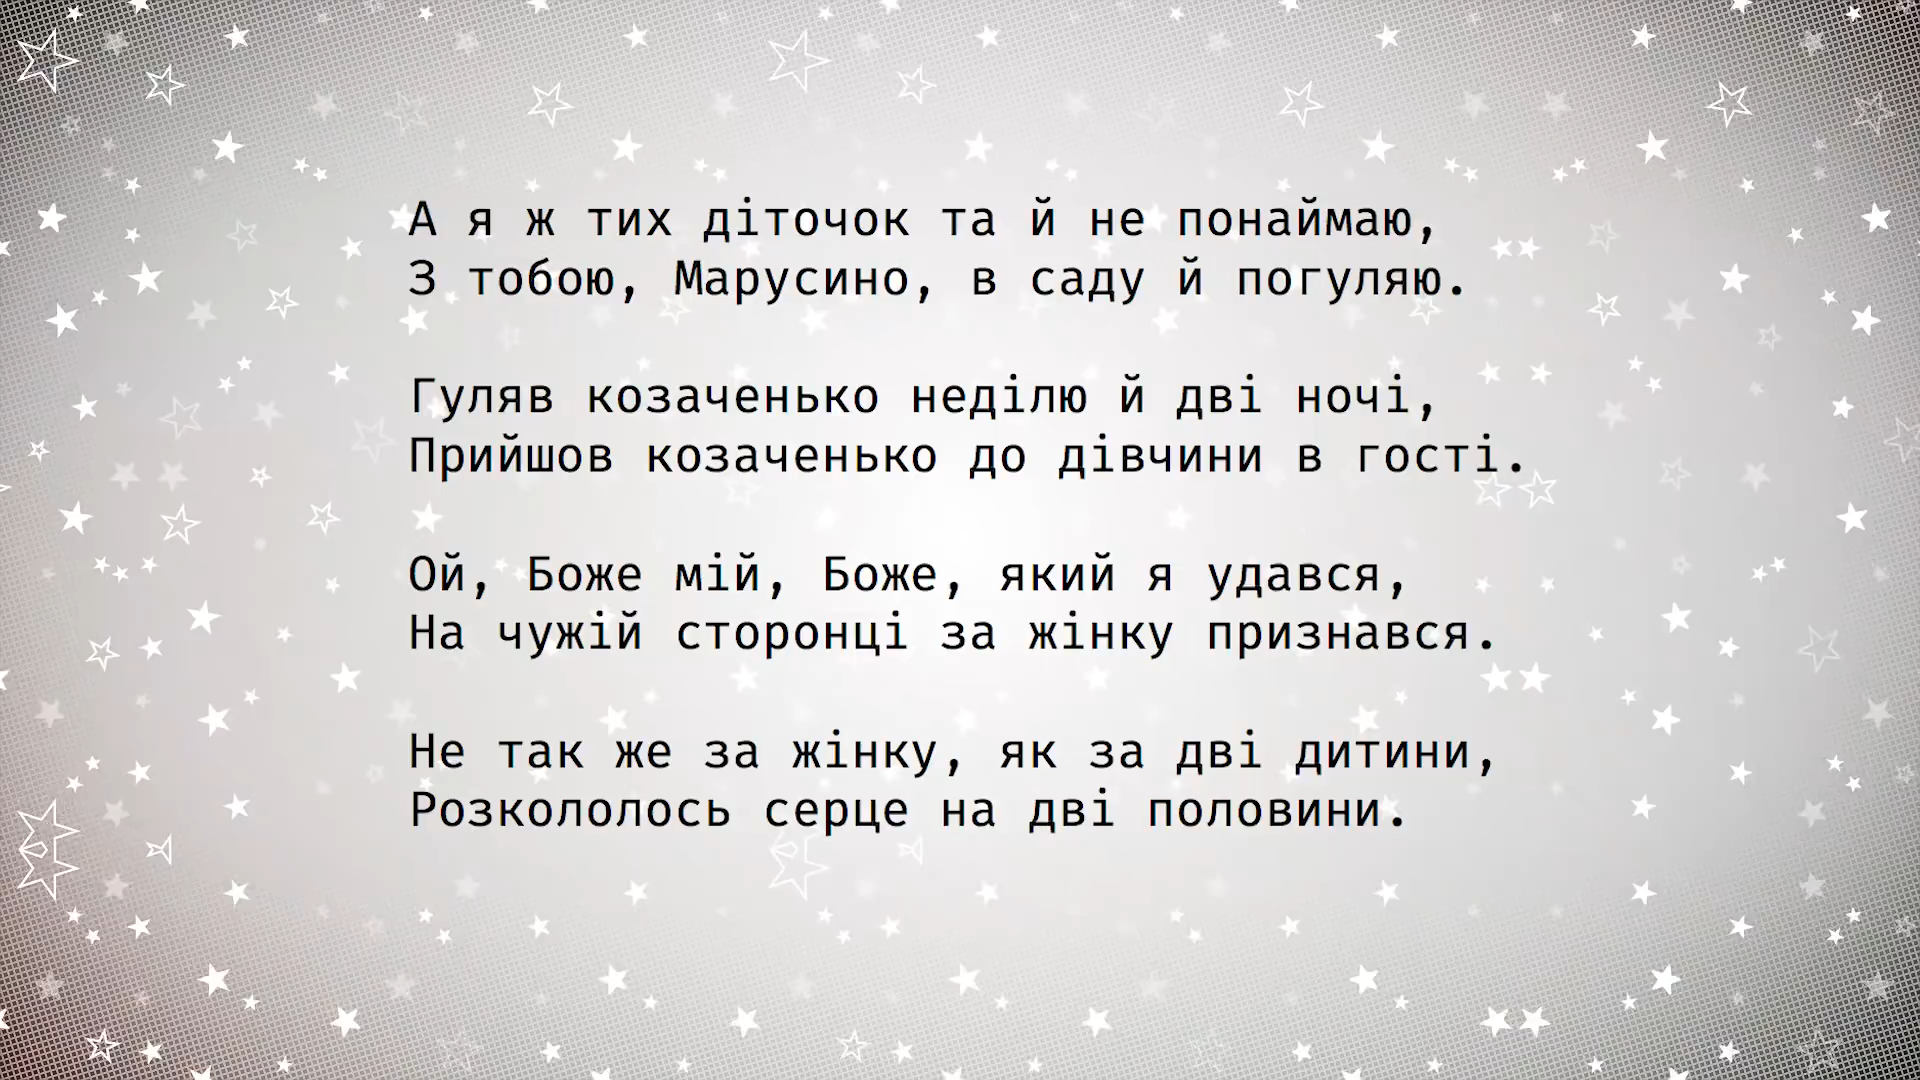 А я ж тих діточок та й не понаймаю,
З тобою, Марусино, в саду й погуляю.
Гуляв козаченько неділю й дві ночі,
Прийшов козаченько до дівчини в гості.
Ой, Боже мій, Боже, який я удався,
На чужій сторонці за жінку признався.
Не так же за жінку, як за дві дитини,
Розкололось серце на дві половини.